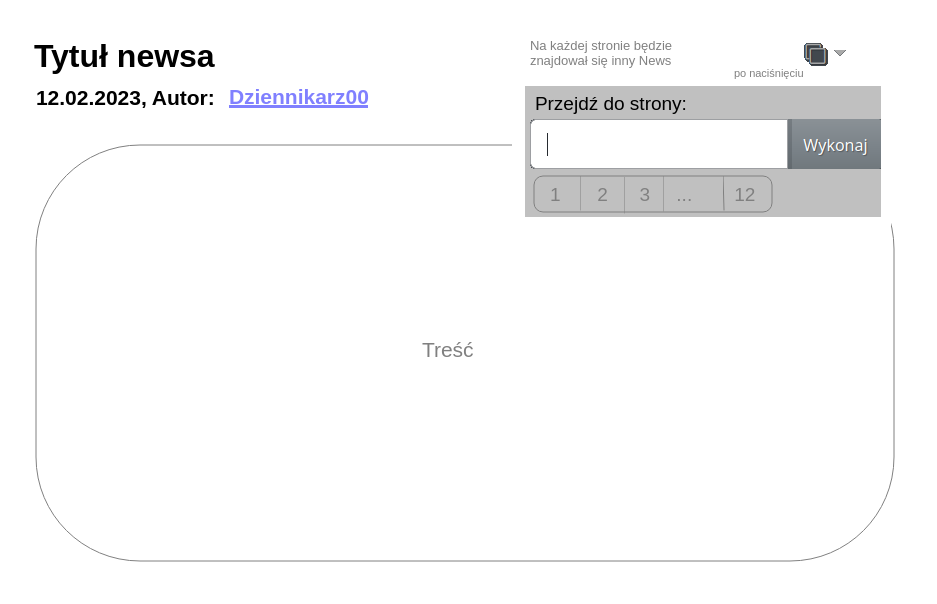 Tytuł newsa
12.02.2023, Autor: Dziennikarz00
Na każdej stronie będzie
znajdował się inny News
po naciśnięciu
Przejdź do strony:
Wykonaj
1 2 3 ... 12
Treść